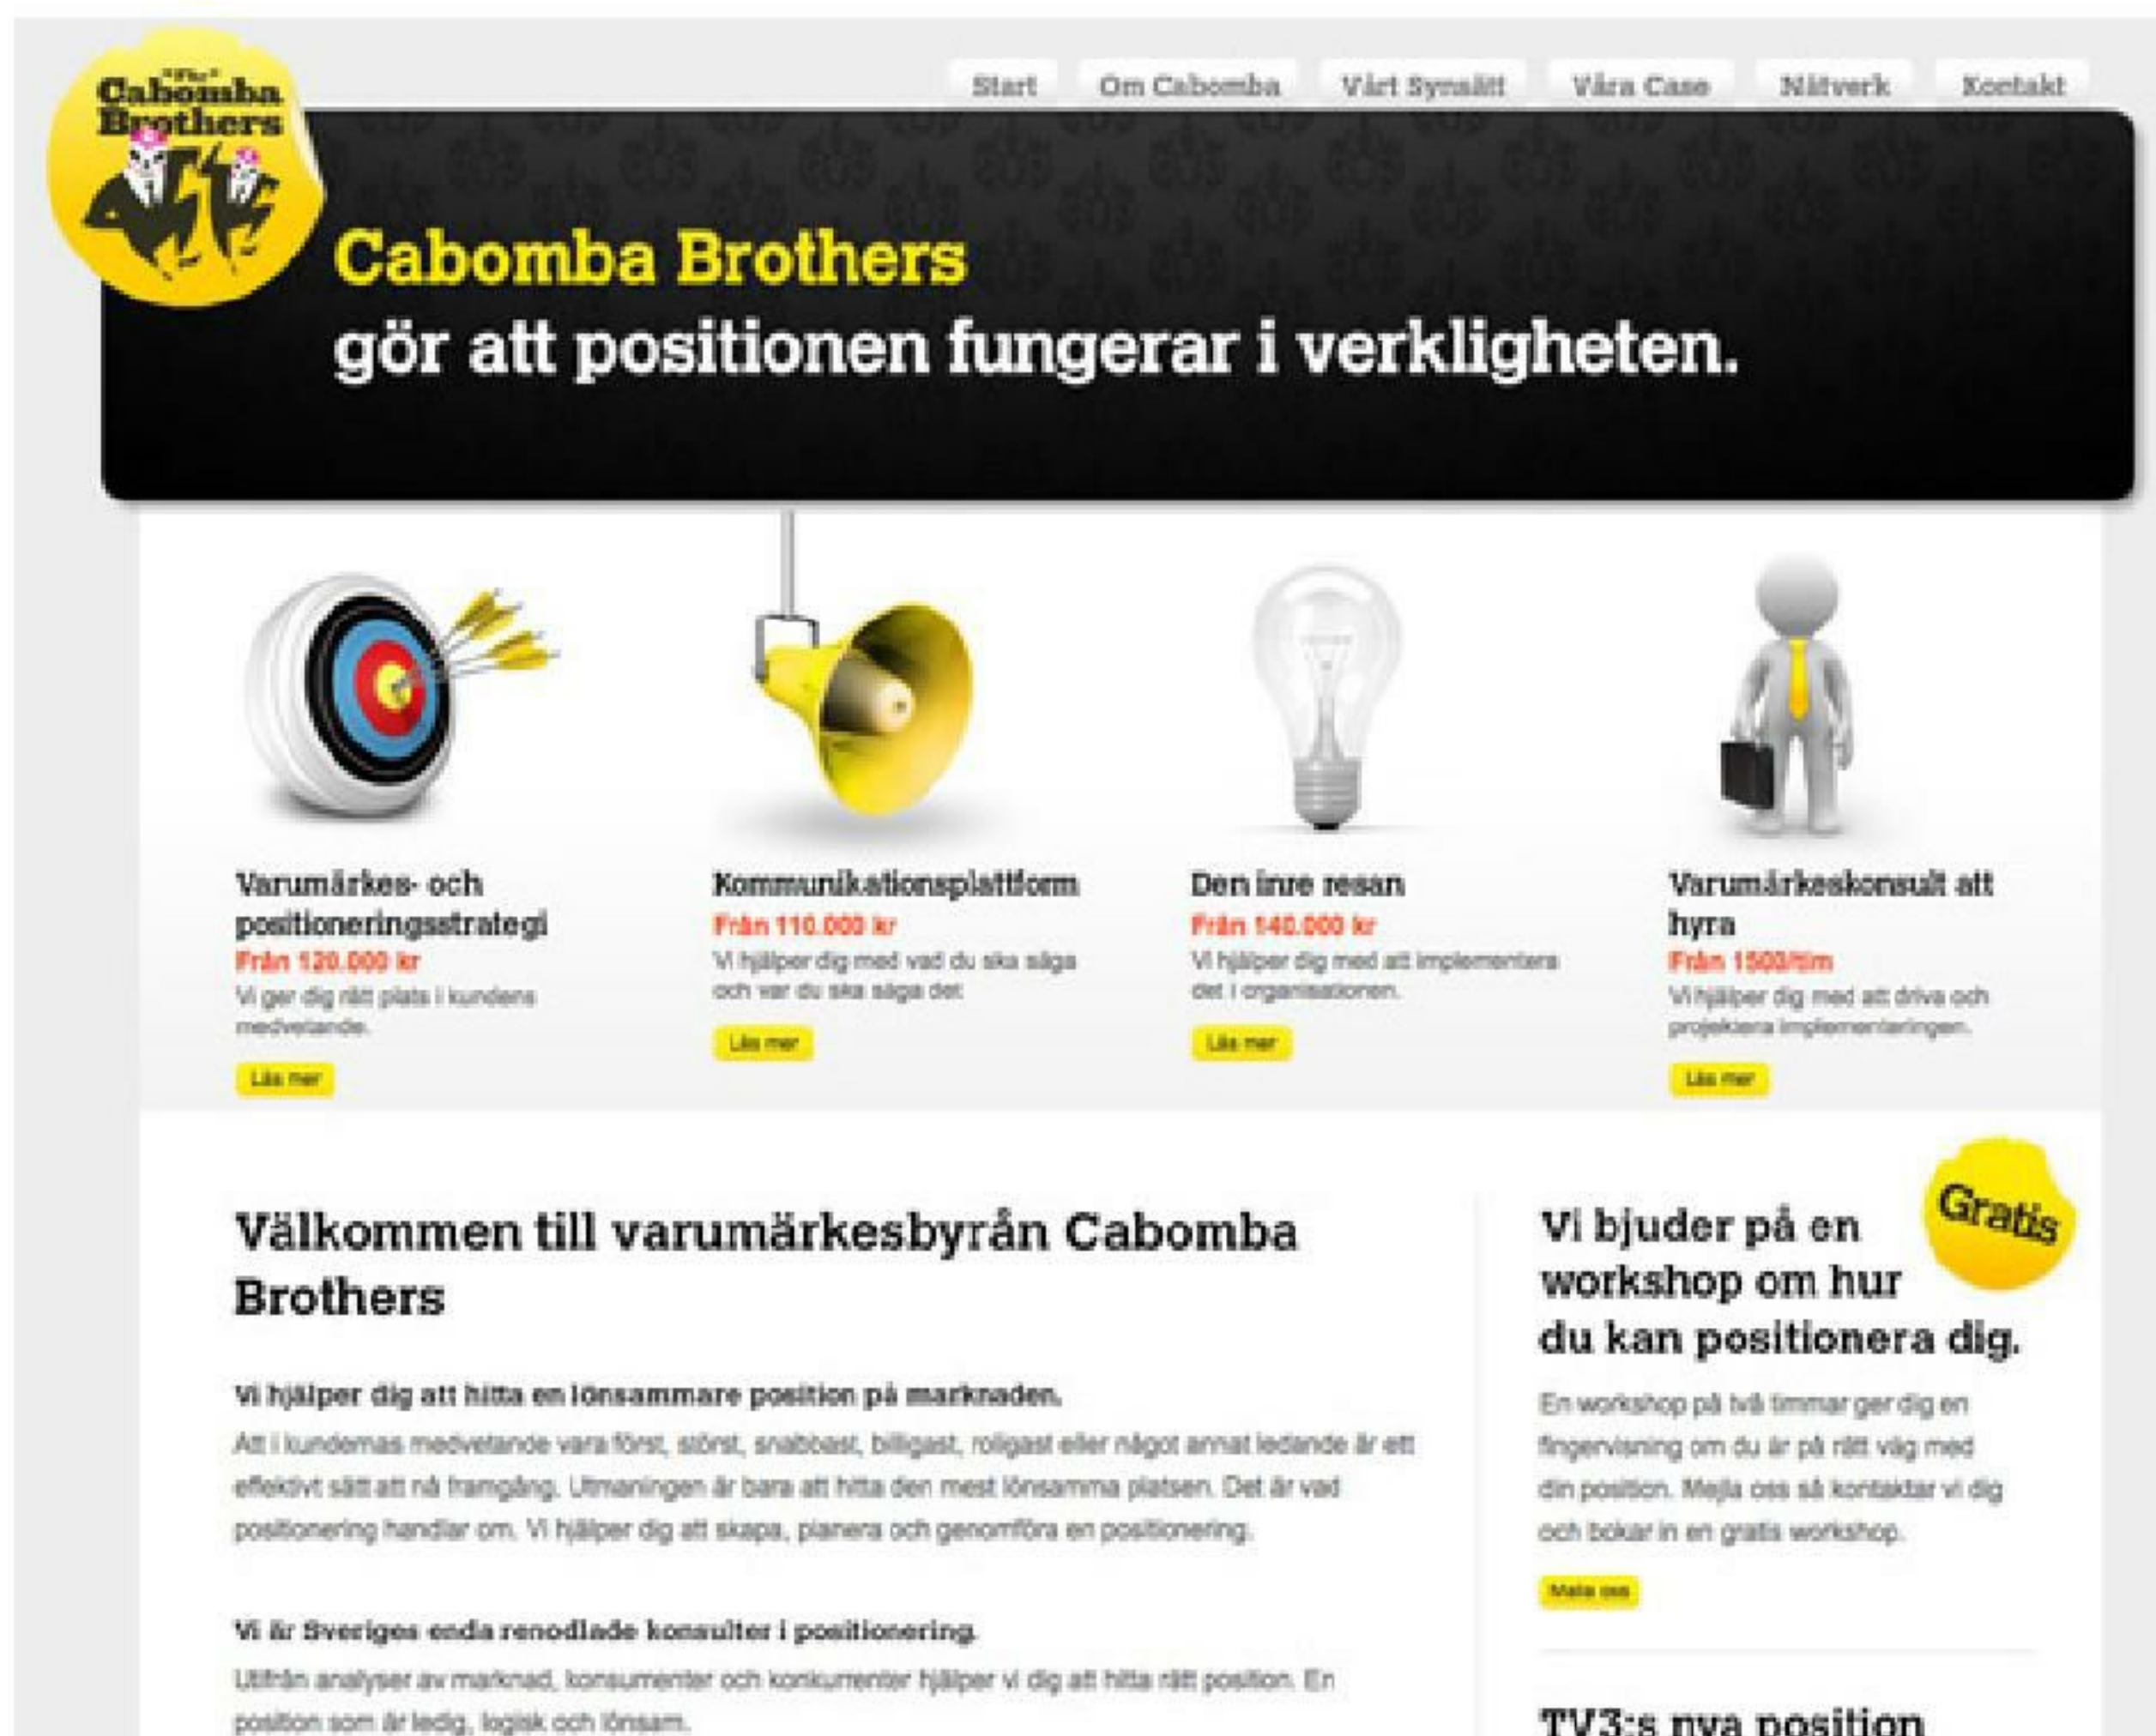 "The"
Cabomba
Brothers
Start
Om Cabomba
Vårt Synsätt
Våra Case
Nätverk
Kontakt
Cabomba Brothers
gör att positionen fungerar i verkligheten.
Varumärkes- och
positioneringsstrategi
Från 120.000 kr
Vi ger dig rätt plats i kundens
medvetande.
Läs mer
Kommunikationsplattform
Från 110.000 kr
Vi hjälper dig med vad du ska säga
och var du ska säga det
Läs mer
Den inre resan
Från 140.000 kr
Vi hjälper dig med att implementera
det i organisationen.
Läs mer
Varumärkeskonsult att
hyra
Från 1500/tim
Vi hjälper dig med att driva och
projektera implementeringen.
Läs mer
Välkommen till varumärkesbyrån Cabomba
Brothers
Vi hjälper dig att hitta en lönsammare position på marknaden.
Att i kundernas medvetande vara först, störst, snabbast, billigast, roligast eller något annat ledande är ett
effektivt sätt att nå framgång. Utmaningen är bara att hitta den mest lönsamma platsen. Det är vad
positionering handlar om. Vi hjälper dig att skapa, planera och genomföra en positionering.
Vi är Sveriges enda renodlade konsulter i positionering.
Utifrån analyser av marknad, konsumenter och konkurrenter hjälper vi dig att hitta rätt position. En
position som är ledig, logisk och lönsam.
Gratis
Vi bjuder på en
workshop om hur
du kan positionera dig.
En workshop på två timmar ger dig en
fingervisning om du är på rätt väg med
din position. Mejla oss så kontaktar vi dig
och bokar in en gratis workshop.
Maila oss
TV3:s nya position